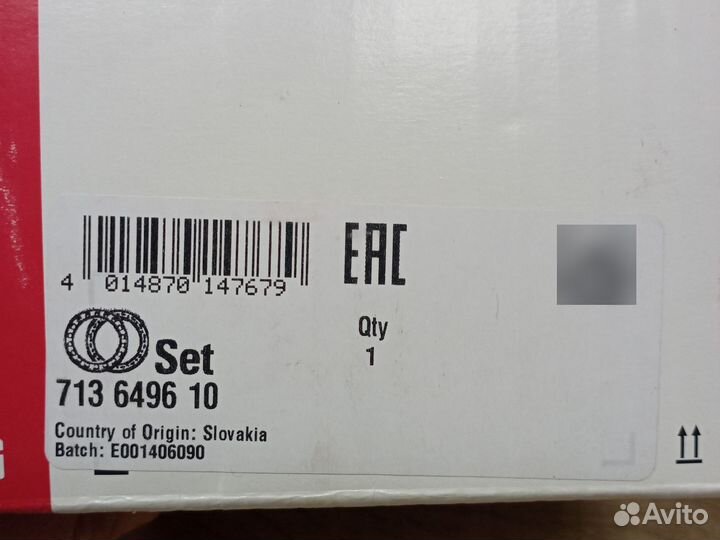 4 014870 147679
EAC
Qty
1
Set
713 6496 10
Country of Origin: Slovakia
Batch: E001406090
G
Avito